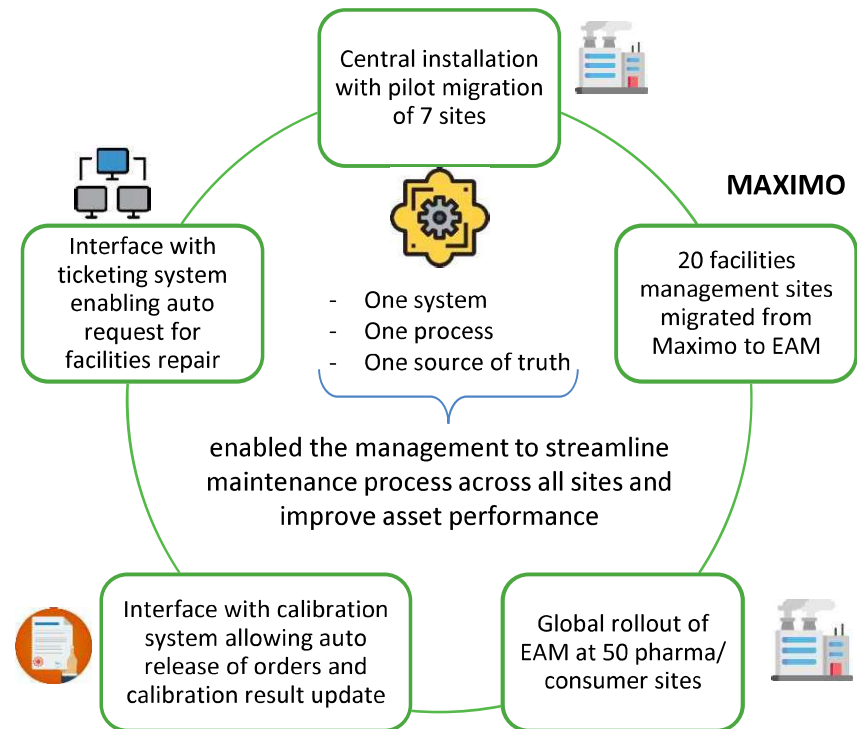 Central installation
with pilot migration
of 7 sites
MAXIMO
20 facilities
management sites
migrated from
Maximo to EAM
Interface with
ticketing system
enabling auto
request for
facilities repair
- One system
- One process
- One source of truth
enabled the management to streamline
maintenance process across all sites and
improve asset performance
Interface with calibration
system allowing auto
release of orders and
calibration result update
Global rollout of
EAM at 50 pharma/
consumer sites